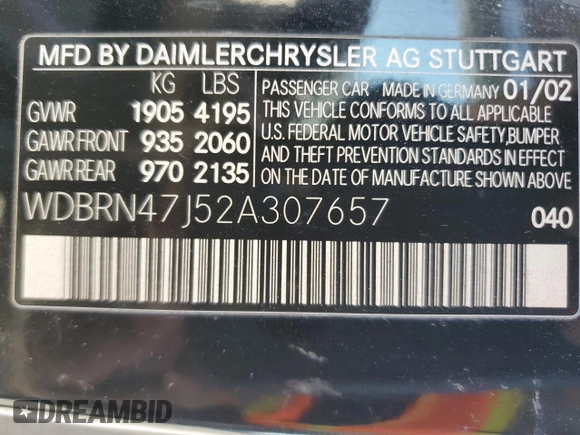 MFD BY DAIMLERCHRYSLER AG STUTTGART
KG LBS
GVWR 1905 4195
GAWR FRONT 935 2060
GAWR REAR 970 2135
PASSENGER CAR MADE IN GERMANY 01/02
THIS VEHICLE CONFORMS TO ALL APPLICABLE
U.S. FEDERAL MOTOR VEHICLE SAFETY, BUMPER
AND THEFT PREVENTION STANDARDS IN EFFECT
ON THE DATE OF MANUFACTURE SHOWN ABOVE.
WDBRN47J52A307657 040
DREAMBID